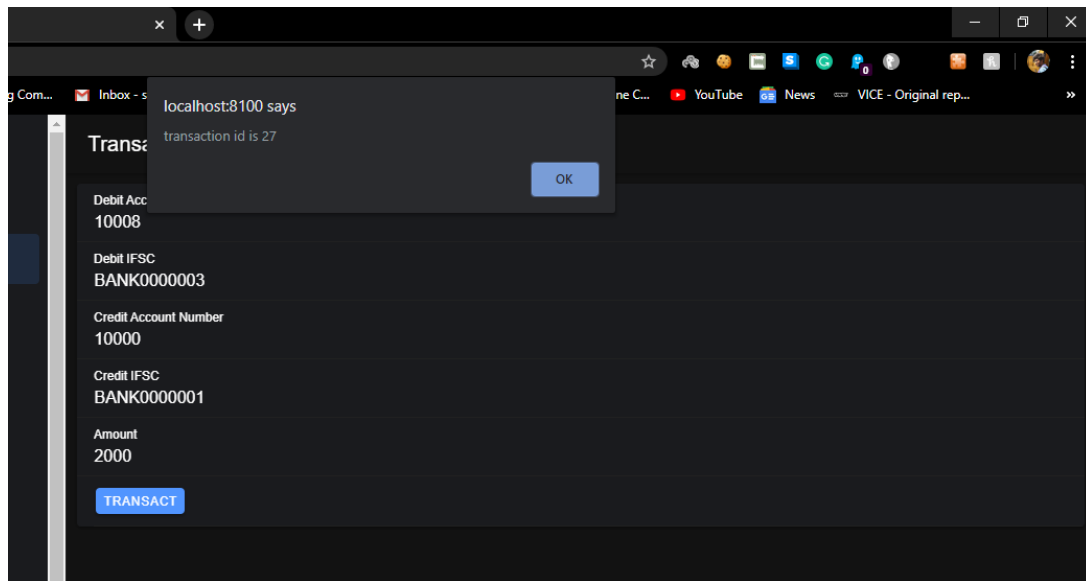 g Com...
Inbox - s
ne C...
YouTube
News
VICE - Original rep...
»
localhost:8100 says
transaction id is 27
OK
Transa
Debit Acc
10008
Debit IFSC
BANK0000003
Credit Account Number
10000
Credit IFSC
BANK0000001
Amount
2000
TRANSACT